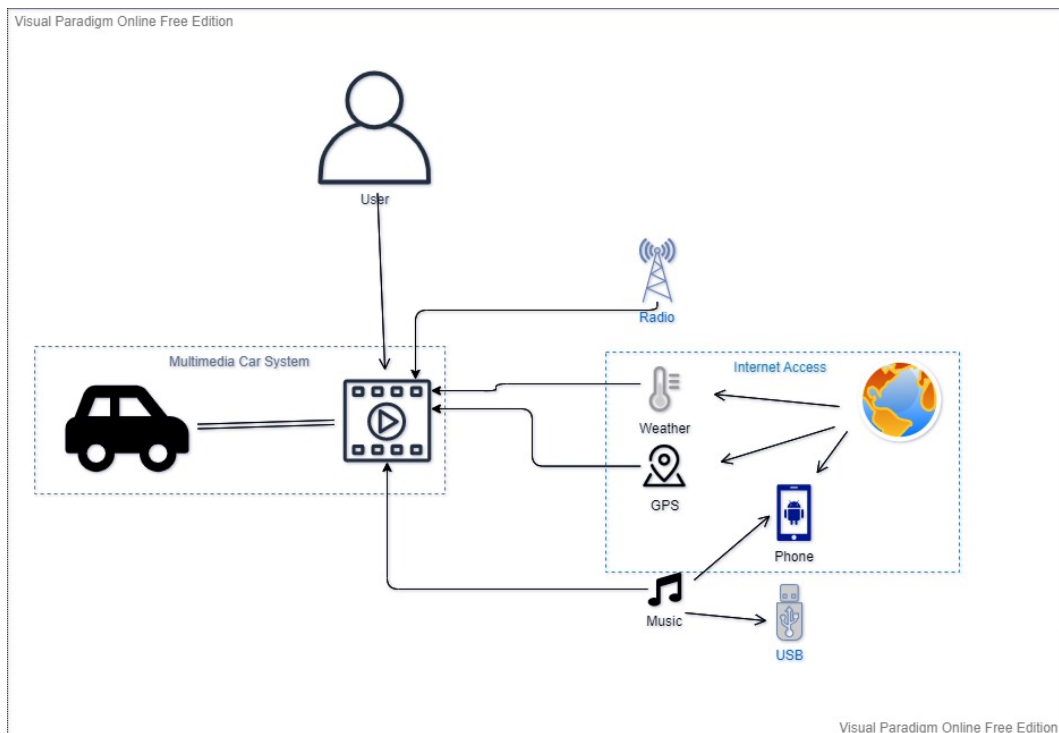 Visual Paradigm Online Free Edition
User
Radio
Multimedia Car System
Internet Access
Weather
GPS
Phone
Music
USB
Visual Paradigm Online Free Edition